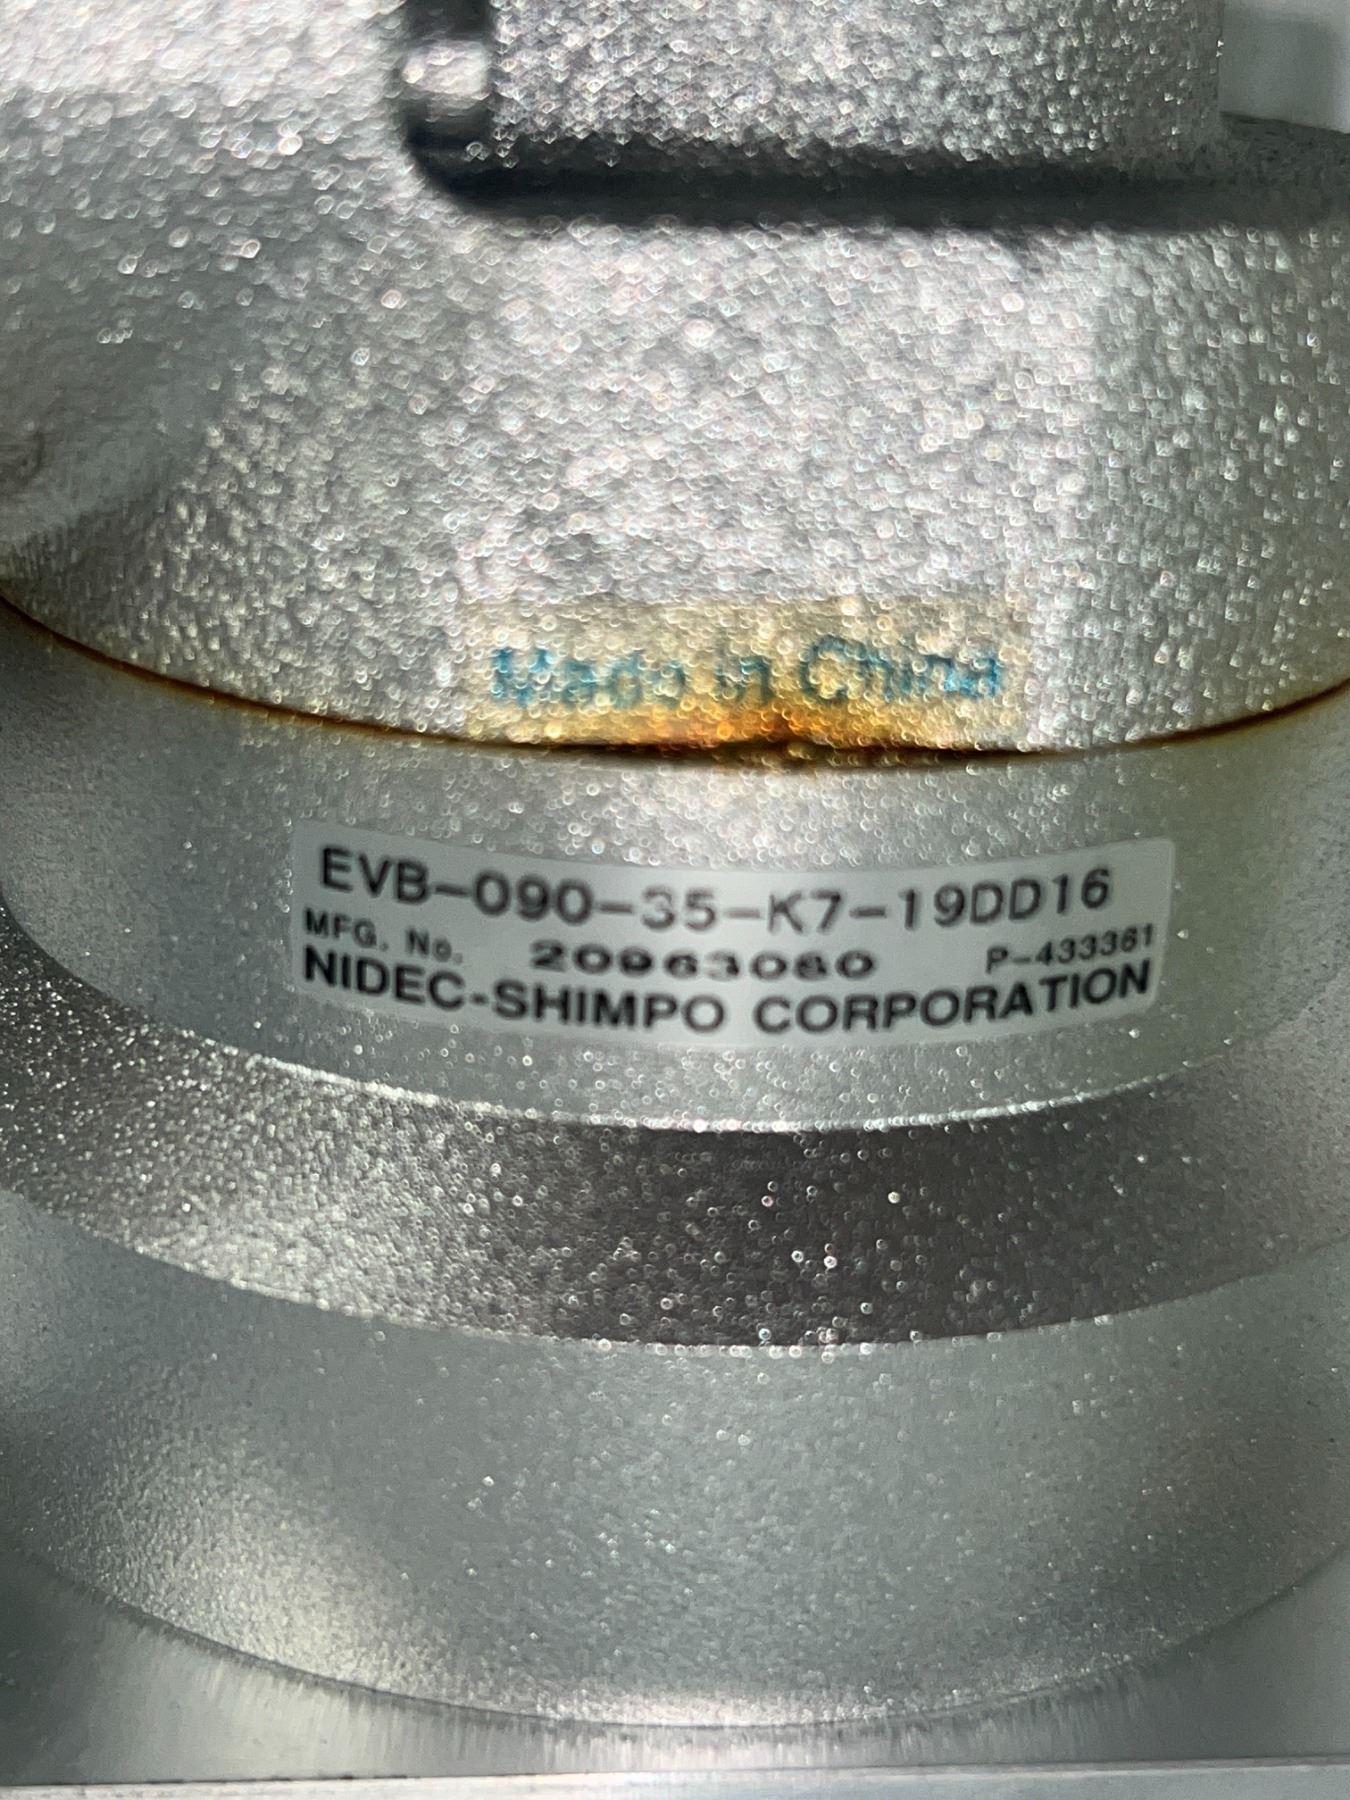 Made in China
EVB-090-35-K7-19DD16
MFG. No. 20963080 P-433361
NIDEC-SHIMPO CORPORATION